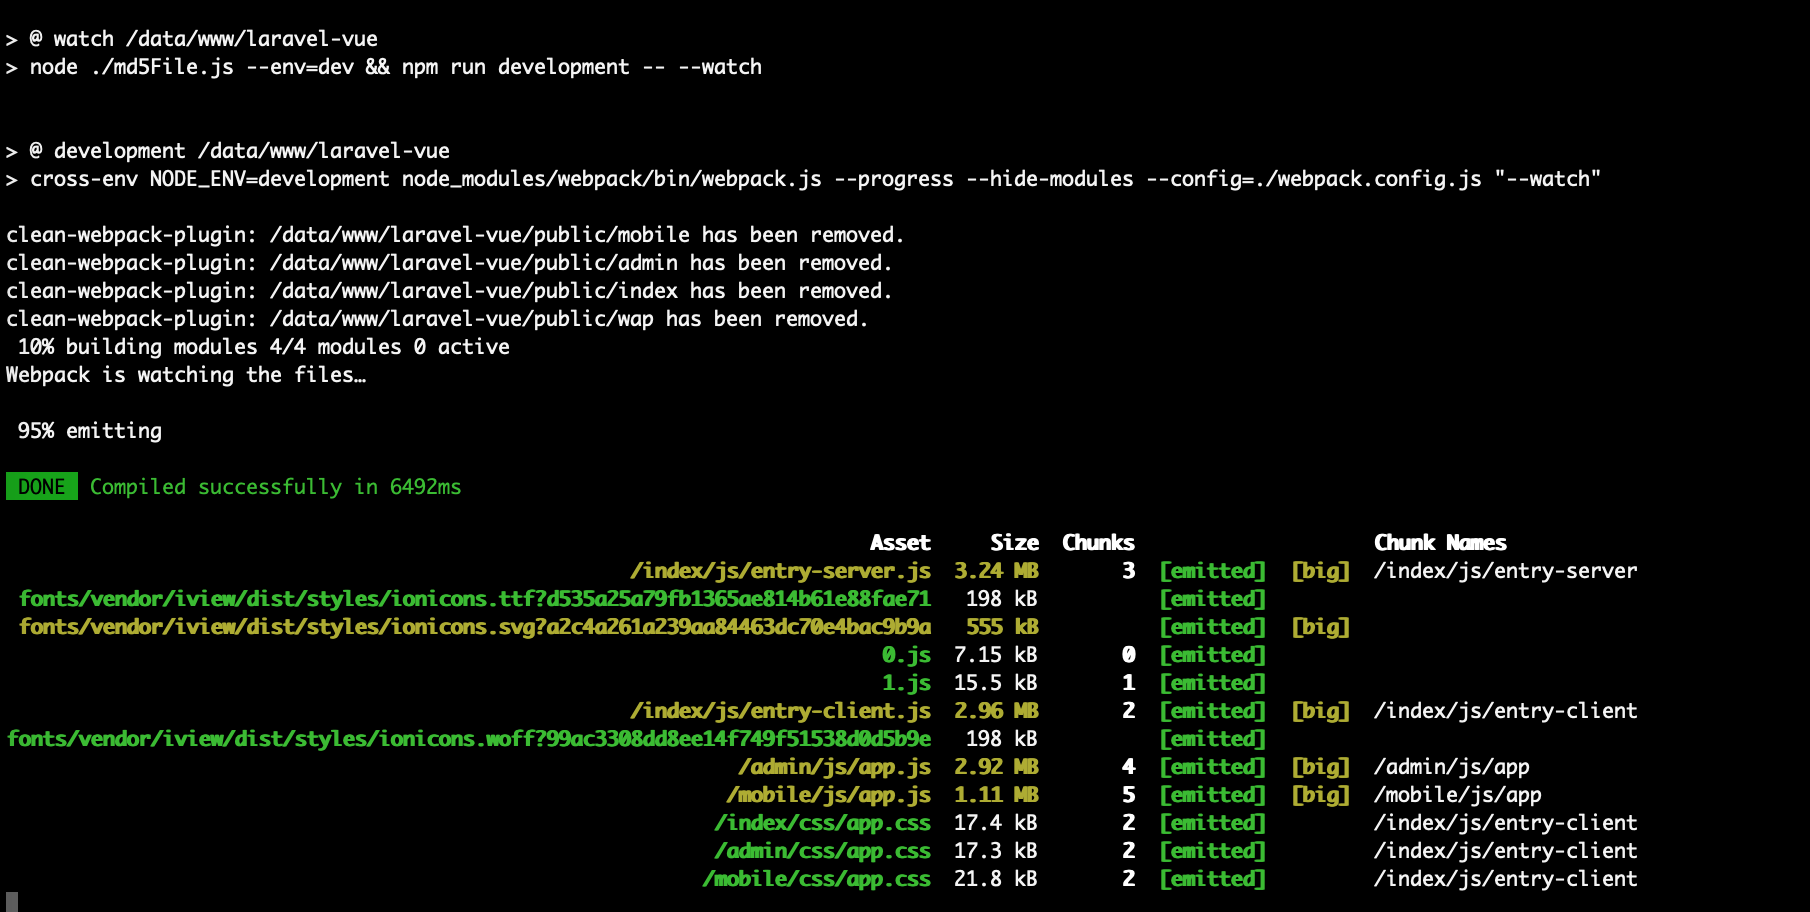 > @ watch /data/www/laravel-vue
> node ./md5File.js --env=dev && npm run development -- --watch
> @ development /data/www/laravel-vue
> cross-env NODE_ENV=development node_modules/webpack/bin/webpack.js --progress --hide-modules --config=./webpack.config.js "--watch"
clean-webpack-plugin: /data/www/laravel-vue/public/mobile has been removed.
clean-webpack-plugin: /data/www/laravel-vue/public/admin has been removed.
clean-webpack-plugin: /data/www/laravel-vue/public/index has been removed.
clean-webpack-plugin: /data/www/laravel-vue/public/wap has been removed.
10% building modules 4/4 modules 0 active
Webpack is watching the files…
95% emitting
DONE Compiled successfully in 6492ms
Asset Size Chunks Chunk Names
/index/js/entry-server.js 3.24 MB 3 [emitted] [big] /index/js/entry-server
fonts/vendor/iview/dist/styles/ionicons.ttf?d535a25a79fb1365ae814b61e88fae71 198 kB [emitted]
fonts/vendor/iview/dist/styles/ionicons.svg?a2c4a261a239aa84463dc70e4bac9b9a 555 kB [emitted] [big]
0.js 7.15 kB 0 [emitted]
1.js 15.5 kB 1 [emitted]
/index/js/entry-client.js 2.96 MB 2 [emitted] [big] /index/js/entry-client
fonts/vendor/iview/dist/styles/ionicons.woff?99ac3308dd8ee14f749f51538d0d5b9e 198 kB [emitted]
/admin/js/app.js 2.92 MB 4 [emitted] [big] /admin/js/app
/mobile/js/app.js 1.11 MB 5 [emitted] [big] /mobile/js/app
/index/css/app.css 17.4 kB 2 [emitted] /index/js/entry-client
/admin/css/app.css 17.3 kB 2 [emitted] /index/js/entry-client
/mobile/css/app.css 21.8 kB 2 [emitted] /index/js/entry-client